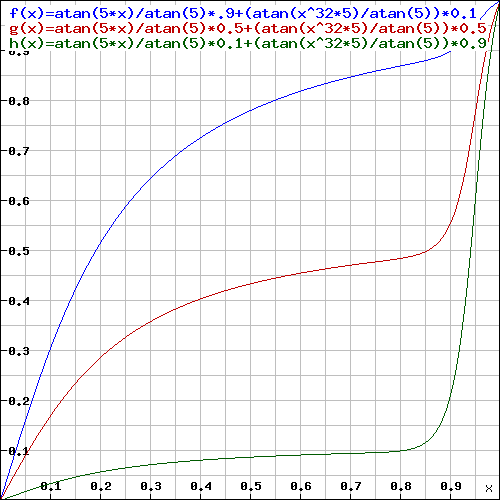 f(x)=atan(5*x)/atan(5)*.9+(atan(x^32*5)/atan(5))*0.1
g(x)=atan(5*x)/atan(5)*0.5+(atan(x^32*5)/atan(5))*0.5
h(x)=atan(5*x)/atan(5)*0.1+(atan(x^32*5)/atan(5))*0.9
0.9
0.8
0.7
0.6
0.5
0.4
0.3
0.2
0.1
0.1 0.2 0.3 0.4 0.5 0.6 0.7 0.8 0.9 x